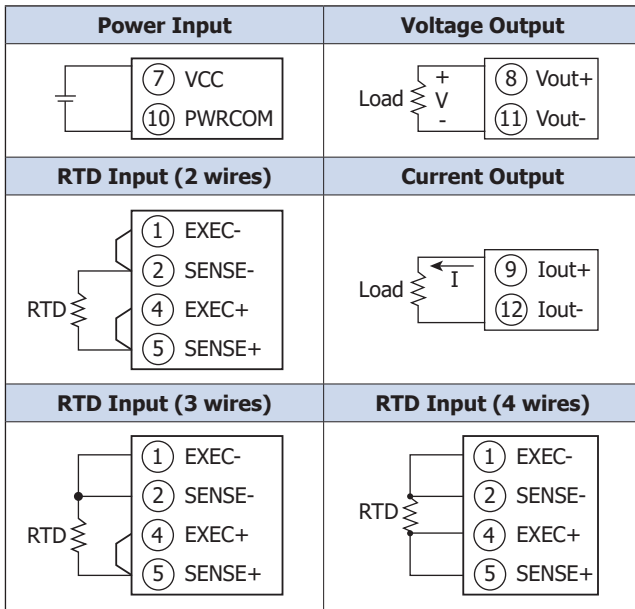 Power Input
7 VCC
10 PWRCOM
Voltage Output
Load
+
V
-
8 Vout+
11 Vout-
RTD Input (2 wires)
RTD
1 EXEC-
2 SENSE-
4 EXEC+
5 SENSE+
Current Output
Load
I
9 Iout+
12 Iout-
RTD Input (3 wires)
RTD
1 EXEC-
2 SENSE-
4 EXEC+
5 SENSE+
RTD Input (4 wires)
RTD
1 EXEC-
2 SENSE-
4 EXEC+
5 SENSE+